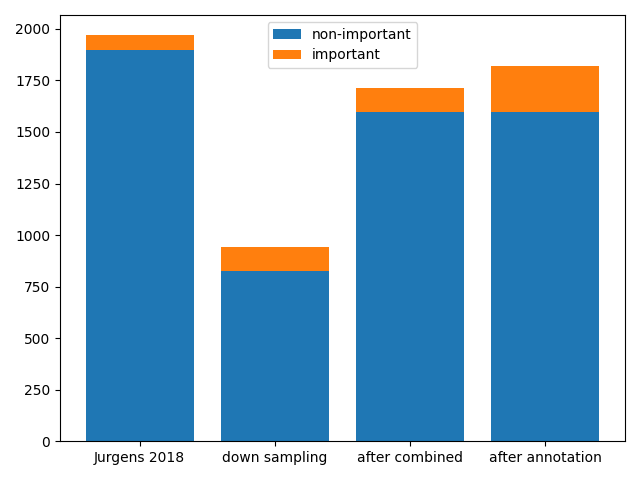 2000
1750
1500
1250
1000
750
500
250
0
non-important
important
Jurgens 2018
down sampling
after combined
after annotation